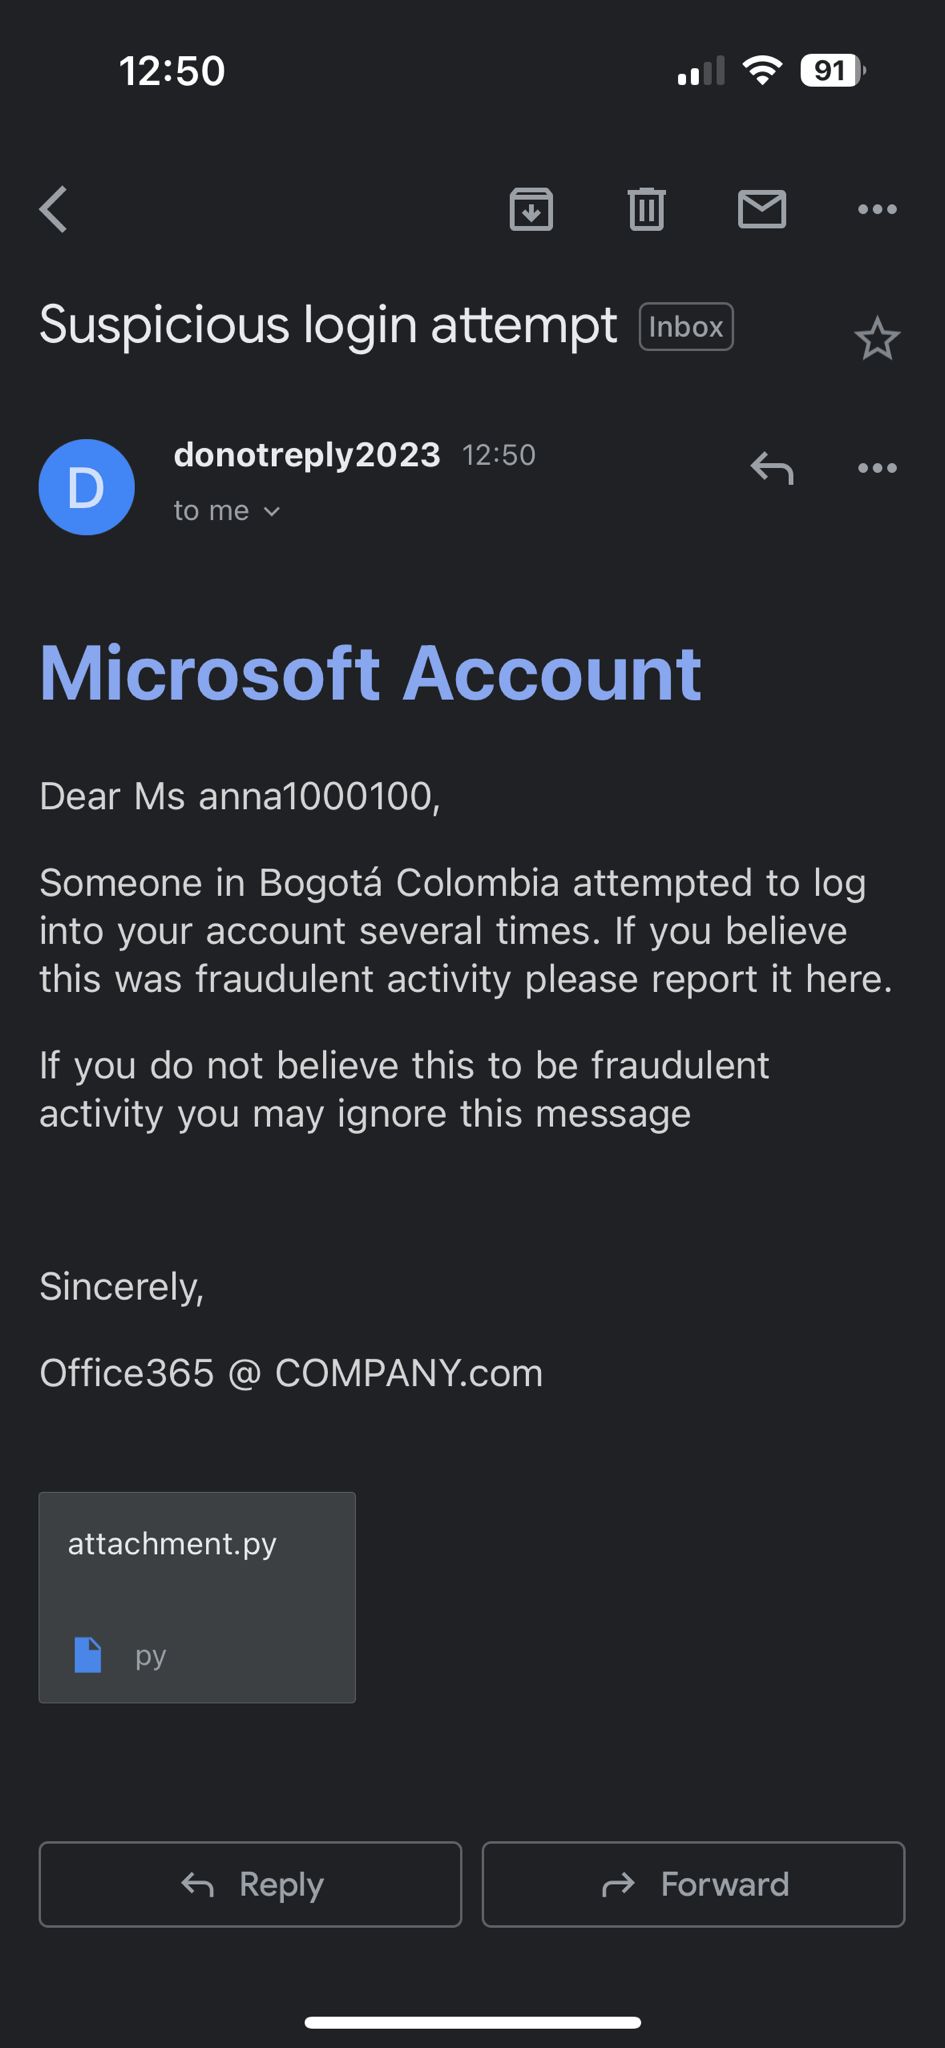 12:50
91
Suspicious login attempt Inbox
D
donotreply2023 12:50
to me
Microsoft Account
Dear Ms anna1000100,
Someone in Bogotá Colombia attempted to log
into your account several times. If you believe
this was fraudulent activity please report it here.
If you do not believe this to be fraudulent
activity you may ignore this message
Sincerely,
Office365 @ COMPANY.com
attachment.py
py
Reply Forward